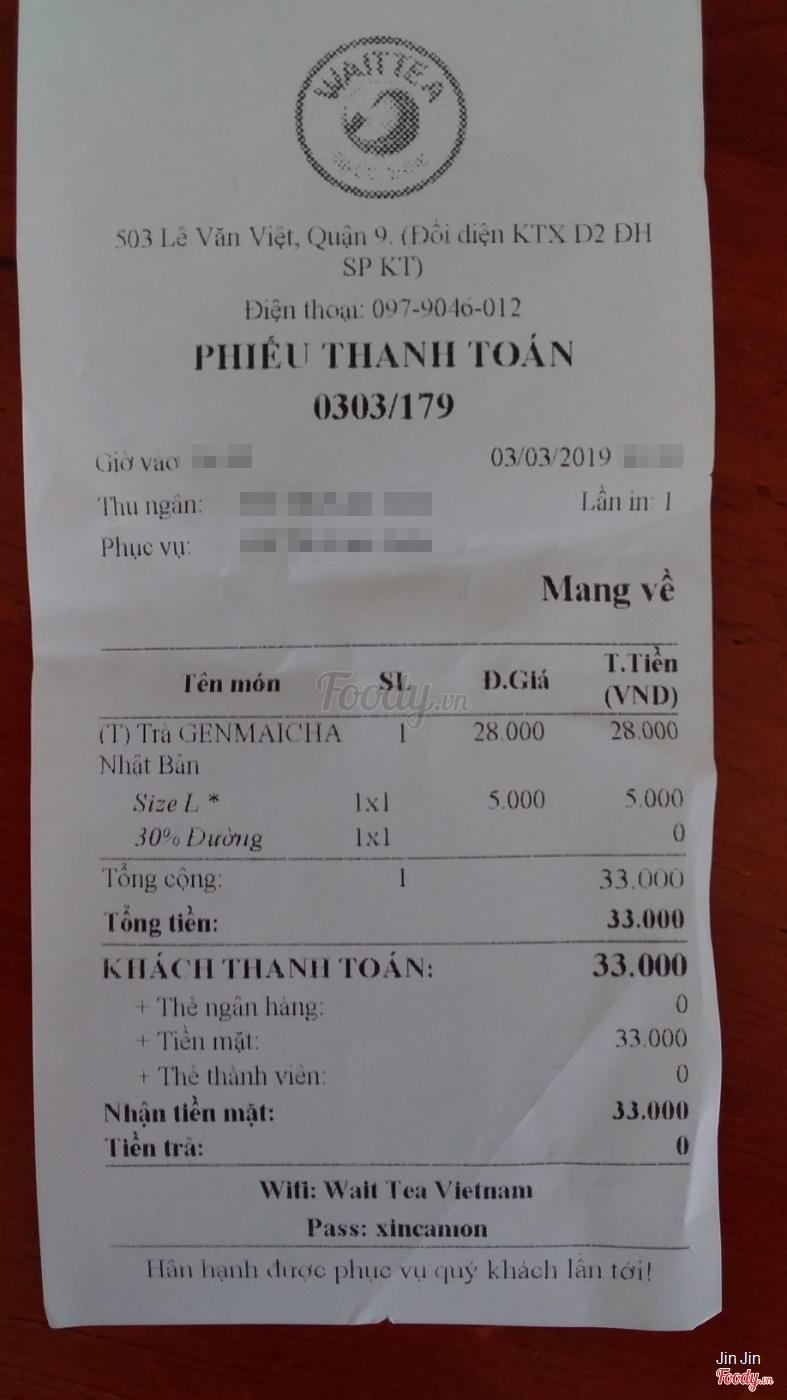 WAITTEA
503 Lê Văn Việt, Quận 9. (Đối diện KTX D2 ĐH
SP KT)
Điện thoại: 097-9046-012
PHIẾU THANH TOÁN
0303/179
Giờ vào 03/03/2019
Thu ngân: Lần in: 1
Phục vụ:
Mang về
Tên món SL Đ.Giá T.Tiền (VND)
(T) Trà GENMAICHA 1 28.000 28.000
Nhật Bản
Size L * 1x1 5.000 5.000
30% Đường 1x1 0
Tổng cộng: 1 33.000
Tổng tiền: 33.000
KHÁCH THANH TOÁN: 33.000
+ Thẻ ngân hàng: 0
+ Tiền mặt: 33.000
+ Thẻ thành viên: 0
Nhận tiền mặt: 33.000
Tiền trả: 0
Wifi: Wait Tea Vietnam
Pass: xincamon
Hân hạnh được phục vụ quý khách lần tới!
Foody.vn
Jin Jin
Foody.vn